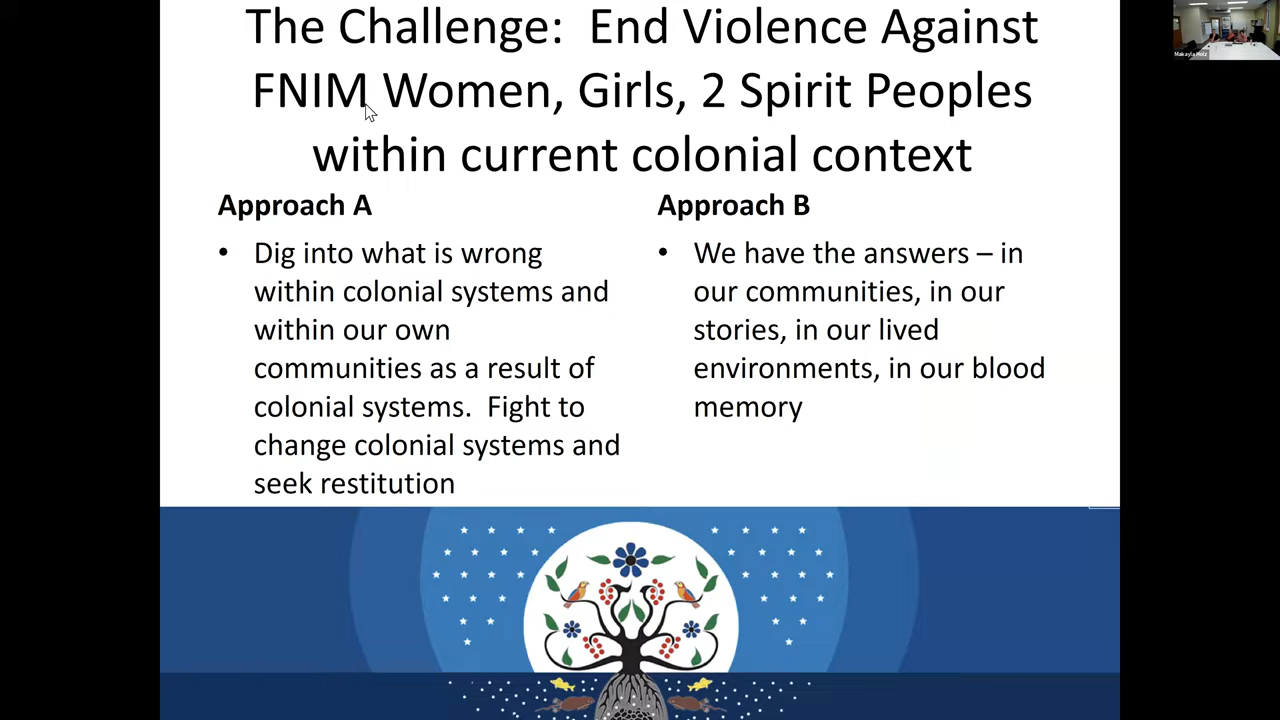 The Challenge:  End Violence Against
FNIM Women, Girls, 2 Spirit Peoples
within current colonial context
Approach A
• Dig into what is wrong
within colonial systems and
within our own
communities as a result of
colonial systems.  Fight to
change colonial systems and
seek restitution
Approach B
• We have the answers – in
our communities, in our
stories, in our lived
environments, in our blood
memory
Makayla Holz